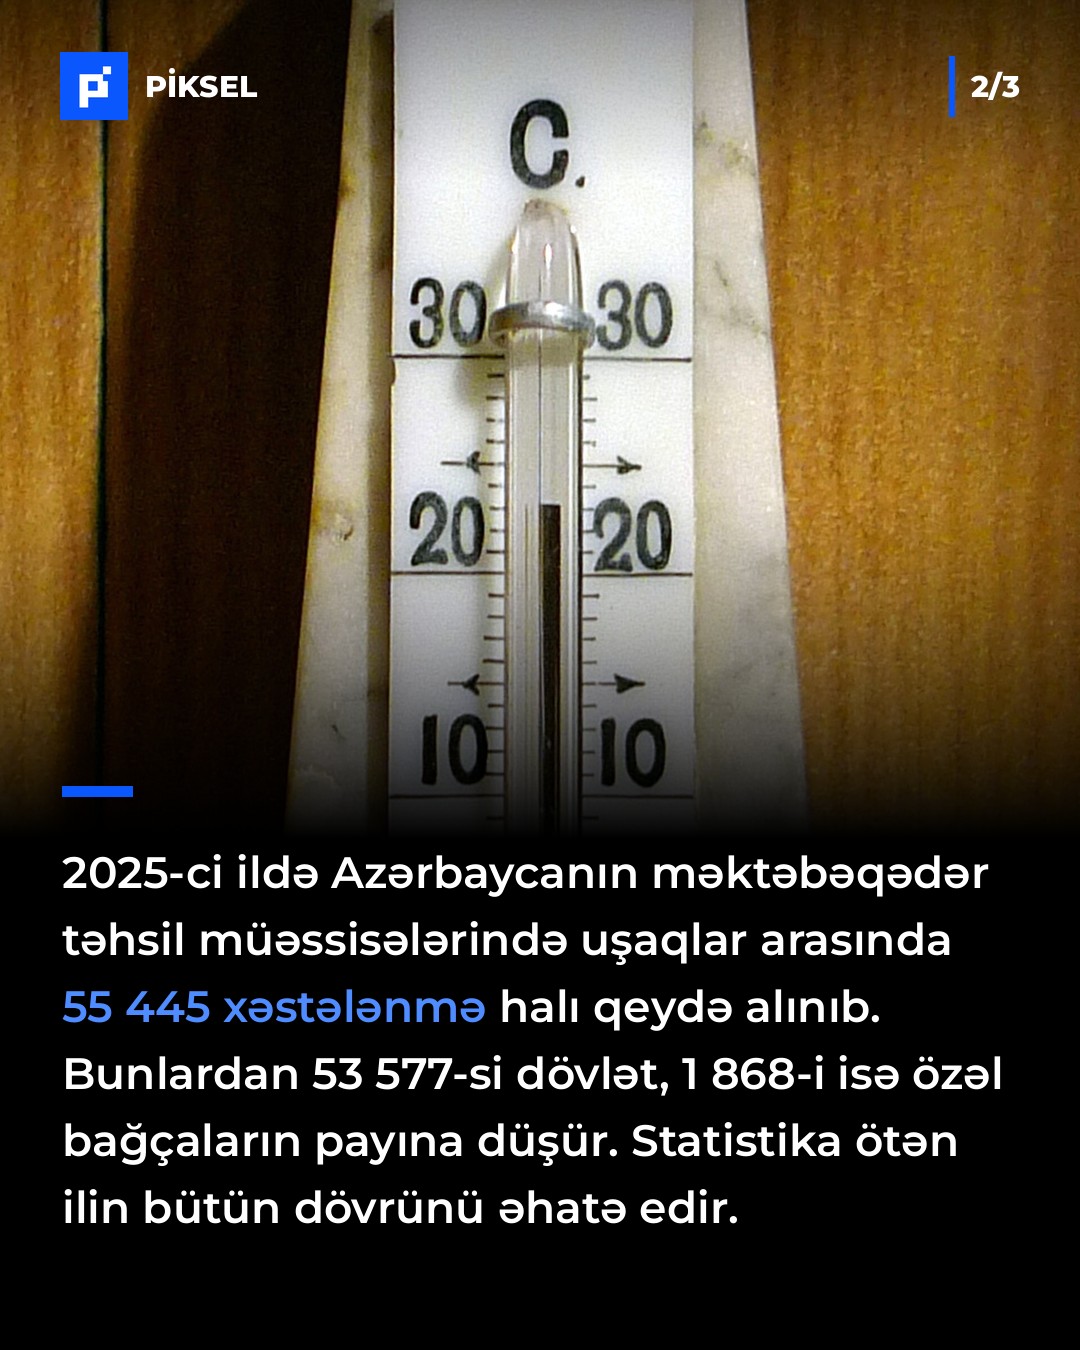 PİKSEL
2/3
C.
30 30
20 20
10 10
2025-ci ildə Azərbaycanın məktəbəqədər
təhsil müəssisələrində uşaqlar arasında
55 445 xəstələnmə halı qeydə alınıb.
Bunlardan 53 577-si dövlət, 1 868-i isə özəl
bağçaların payına düşür. Statistika ötən
ilin bütün dövrünü əhatə edir.